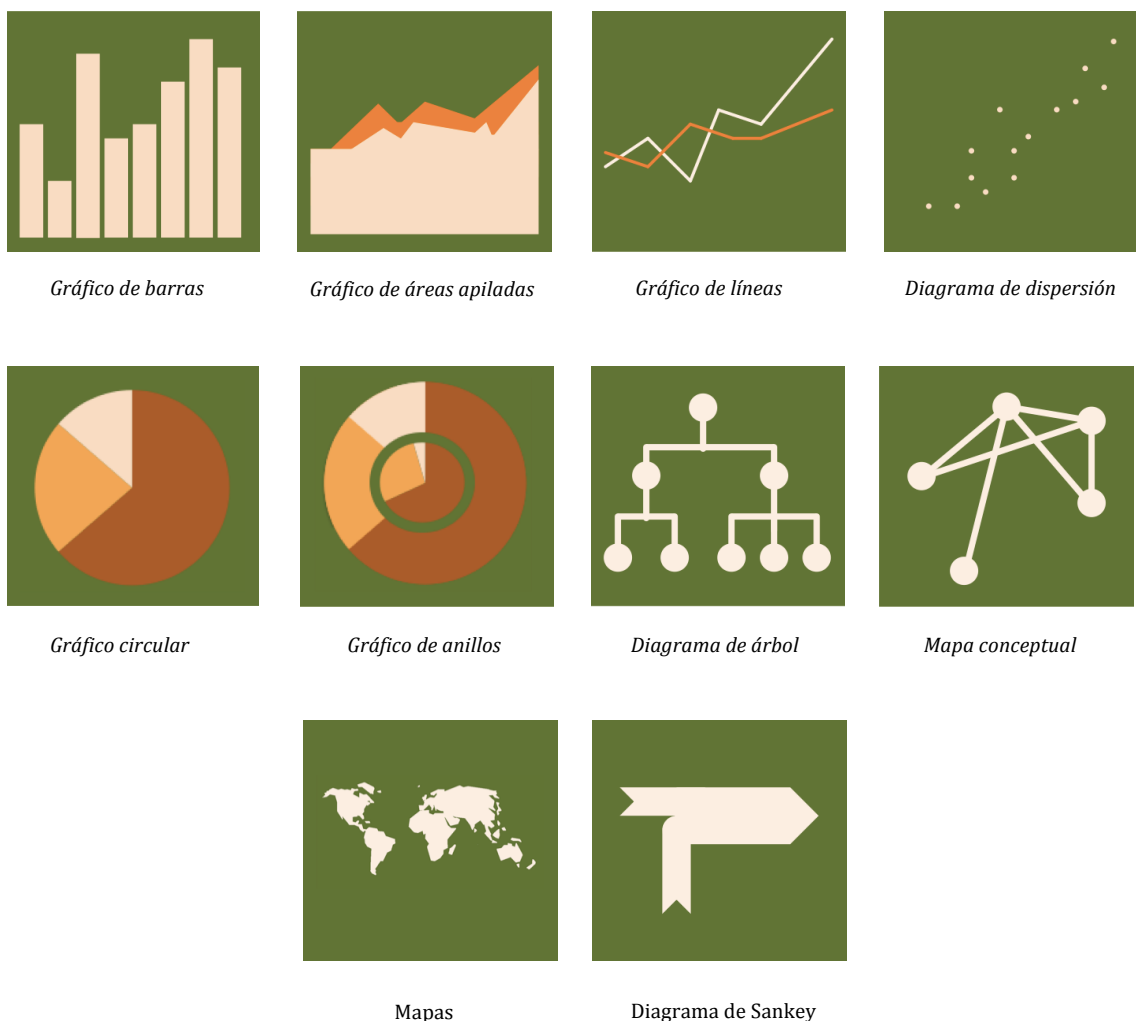 Gráfico de barras
Gráfico de áreas apiladas
Gráfico de líneas
Diagrama de dispersión
Gráfico circular
Gráfico de anillos
Diagrama de árbol
Mapa conceptual
Mapas
Diagrama de Sankey